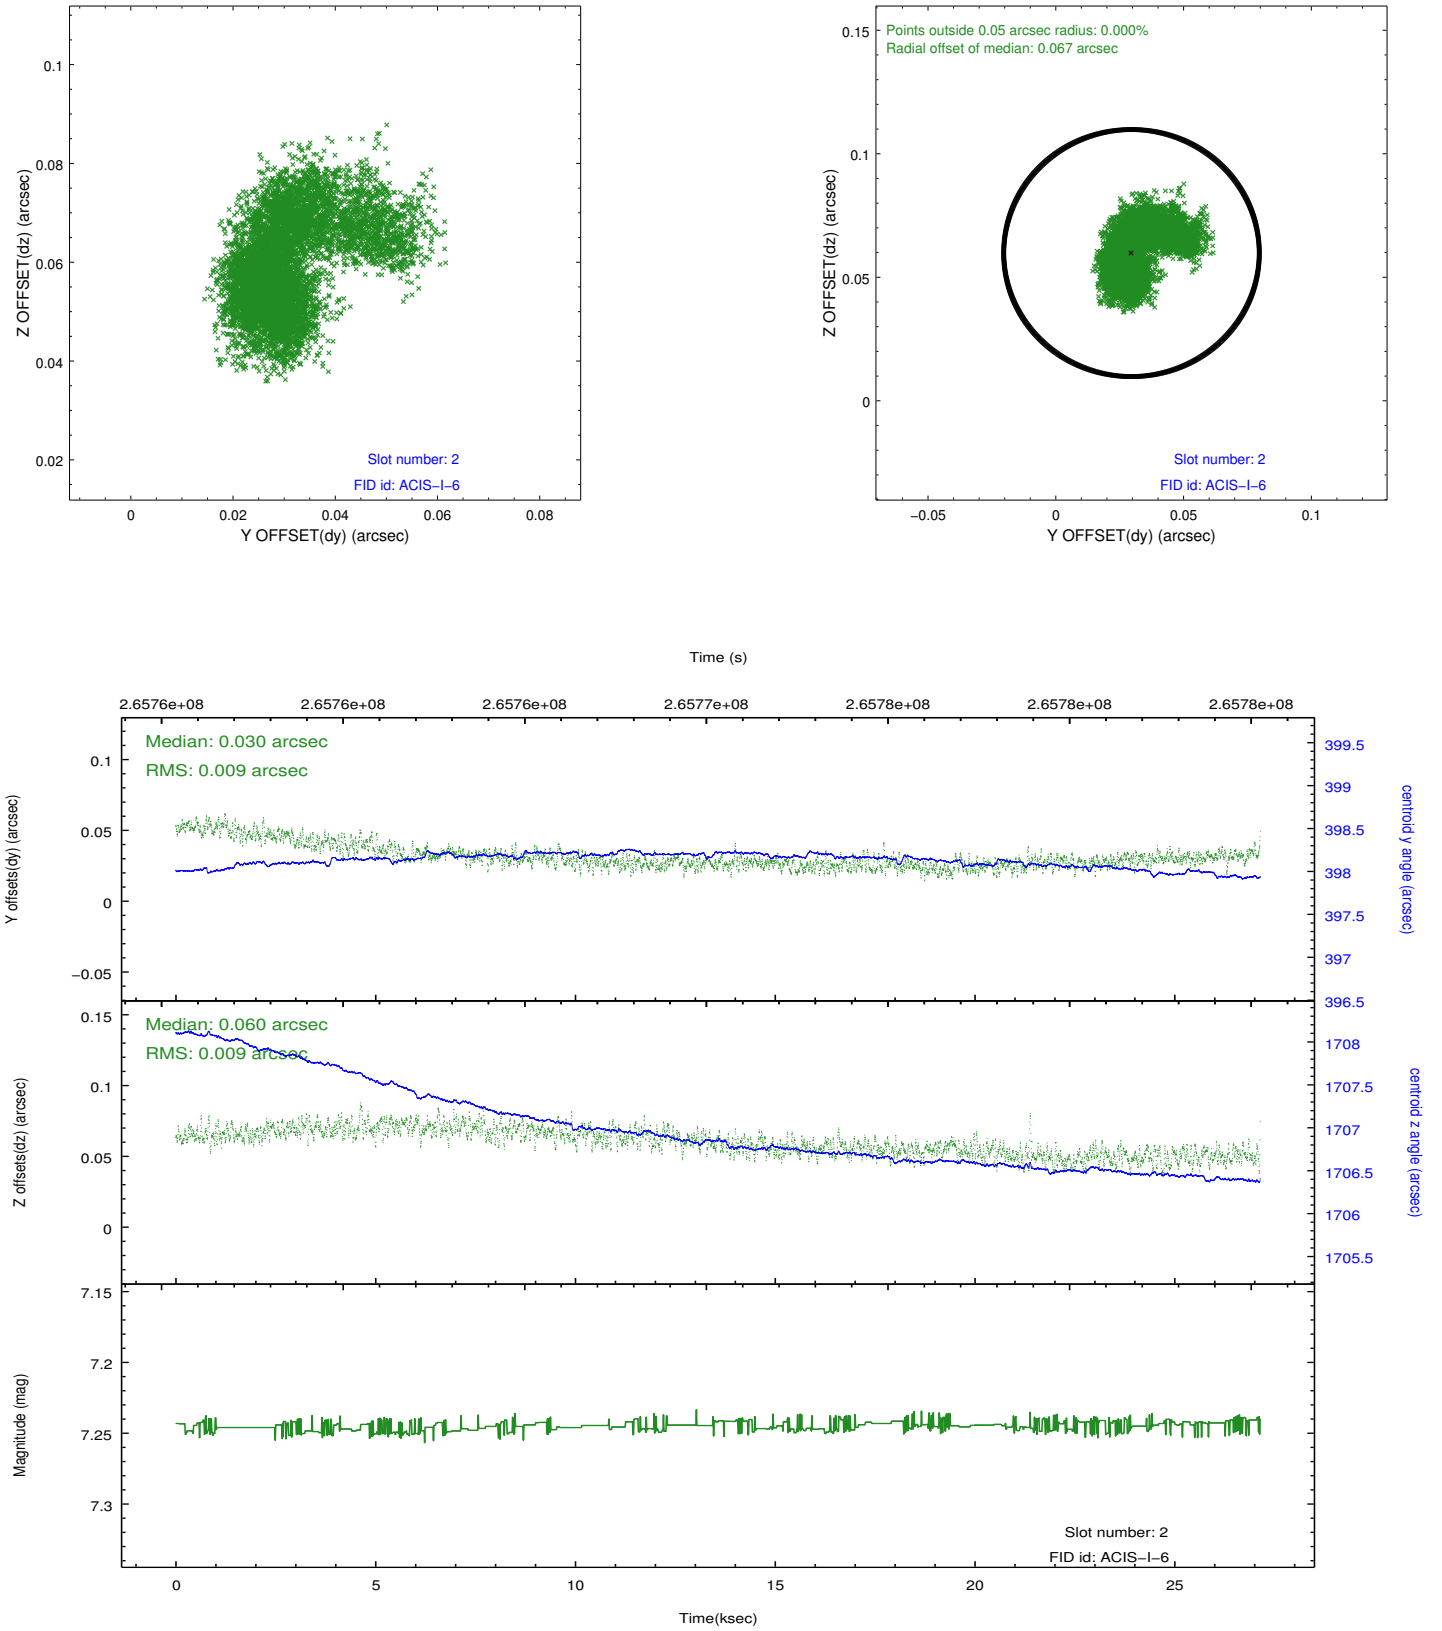 0.1
0.08
0.06
0.04
0.02
Z OFFSET(dz) (arcsec)
Slot number: 2
FID id: ACIS−I−6
0
0.02
0.04
0.06
0.08
Y OFFSET(dy) (arcsec)
Points outside 0.05 arcsec radius: 0.000%
Radial offset of median: 0.067 arcsec
0.15
0.1
0.05
0
Z OFFSET(dz) (arcsec)
Slot number: 2
FID id: ACIS−I−6
−0.05
0
0.05
0.1
Y OFFSET(dy) (arcsec)
Time (s)
2.6576e+08
2.6576e+08
2.6576e+08
2.6577e+08
2.6578e+08
2.6578e+08
2.6578e+08
Median: 0.030 arcsec
RMS: 0.009 arcsec
0.1
0.05
0
−0.05
Y offsets(dy) (arcsec)
399.5
399
398.5
398
397.5
397
396.5
centroid y angle (arcsec)
Median: 0.060 arcsec
RMS: 0.009 arcsec
0.15
0.1
0.05
0
Z offsets(dz) (arcsec)
1708
1707.5
1707
1706.5
1706
1705.5
centroid z angle (arcsec)
7.15
7.2
7.25
7.3
Magnitude (mag)
Slot number: 2
FID id: ACIS−I−6
0
5
10
15
20
25
Time(ksec)